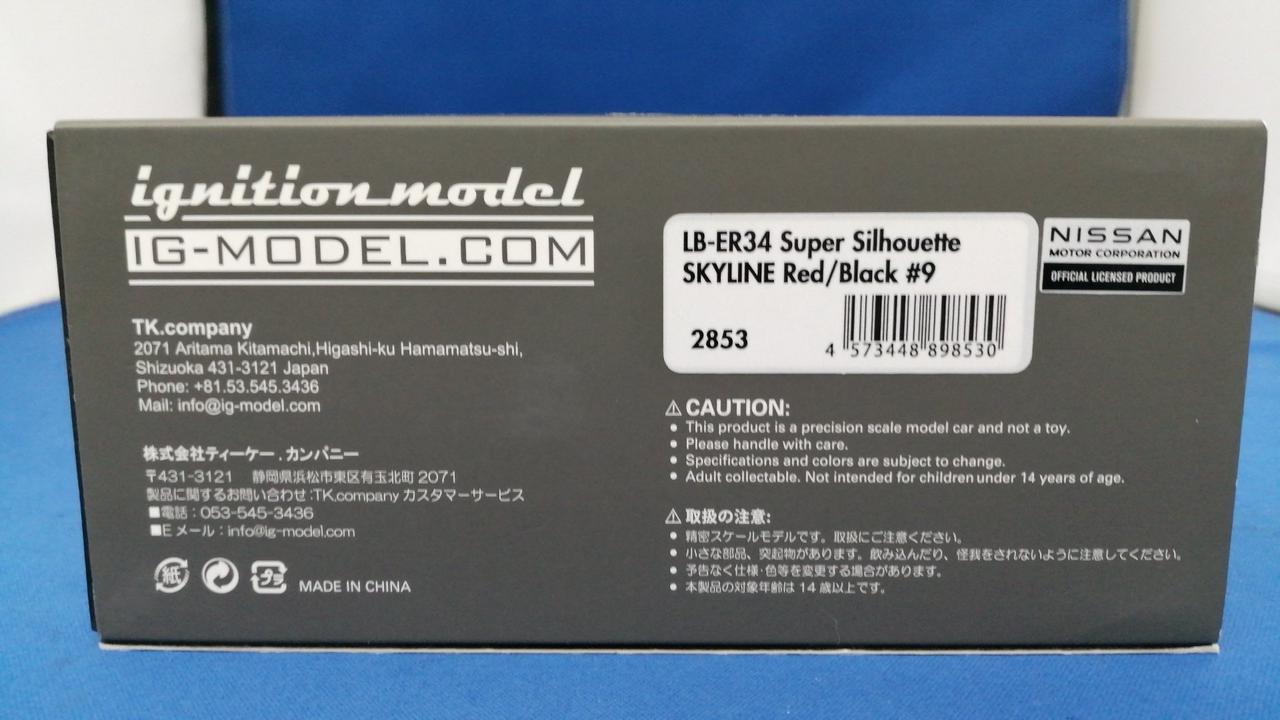 ignition model
IG-MODEL.COM
TK.company
2071 Aritama Kitamachi,Higashi-ku Hamamatsu-shi,
Shizuoka 431-3121 Japan
Phone: +81.53.545.3436
Mail: info@ig-model.com
株式会社ティーケー．カンパニー
〒431-3121 静岡県浜松市東区有玉北町 2071
製品に関するお問い合わせ:TK.company カスタマーサービス
■電話：053-545-3436
■E メール：info@ig-model.com
紙
プラ
MADE IN CHINA
LB-ER34 Super Silhouette
SKYLINE Red/Black #9
2853
4 573448 898530
NISSAN
MOTOR CORPORATION
OFFICIAL LICENSED PRODUCT
⚠ CAUTION:
● This product is a precision scale model car and not a toy.
● Please handle with care.
● Specifications and colors are subject to change.
● Adult collectable. Not intended for children under 14 years of age.
⚠ 取扱の注意:
● 精密スケールモデルです。取扱にご注意ください。
● 小さな部品、突起物があります。飲み込んだり、怪我をされないように注意してください。
● 予告なく仕様・色等を変更する場合があります。
● 本製品の対象年齢は 14 歳以上です。